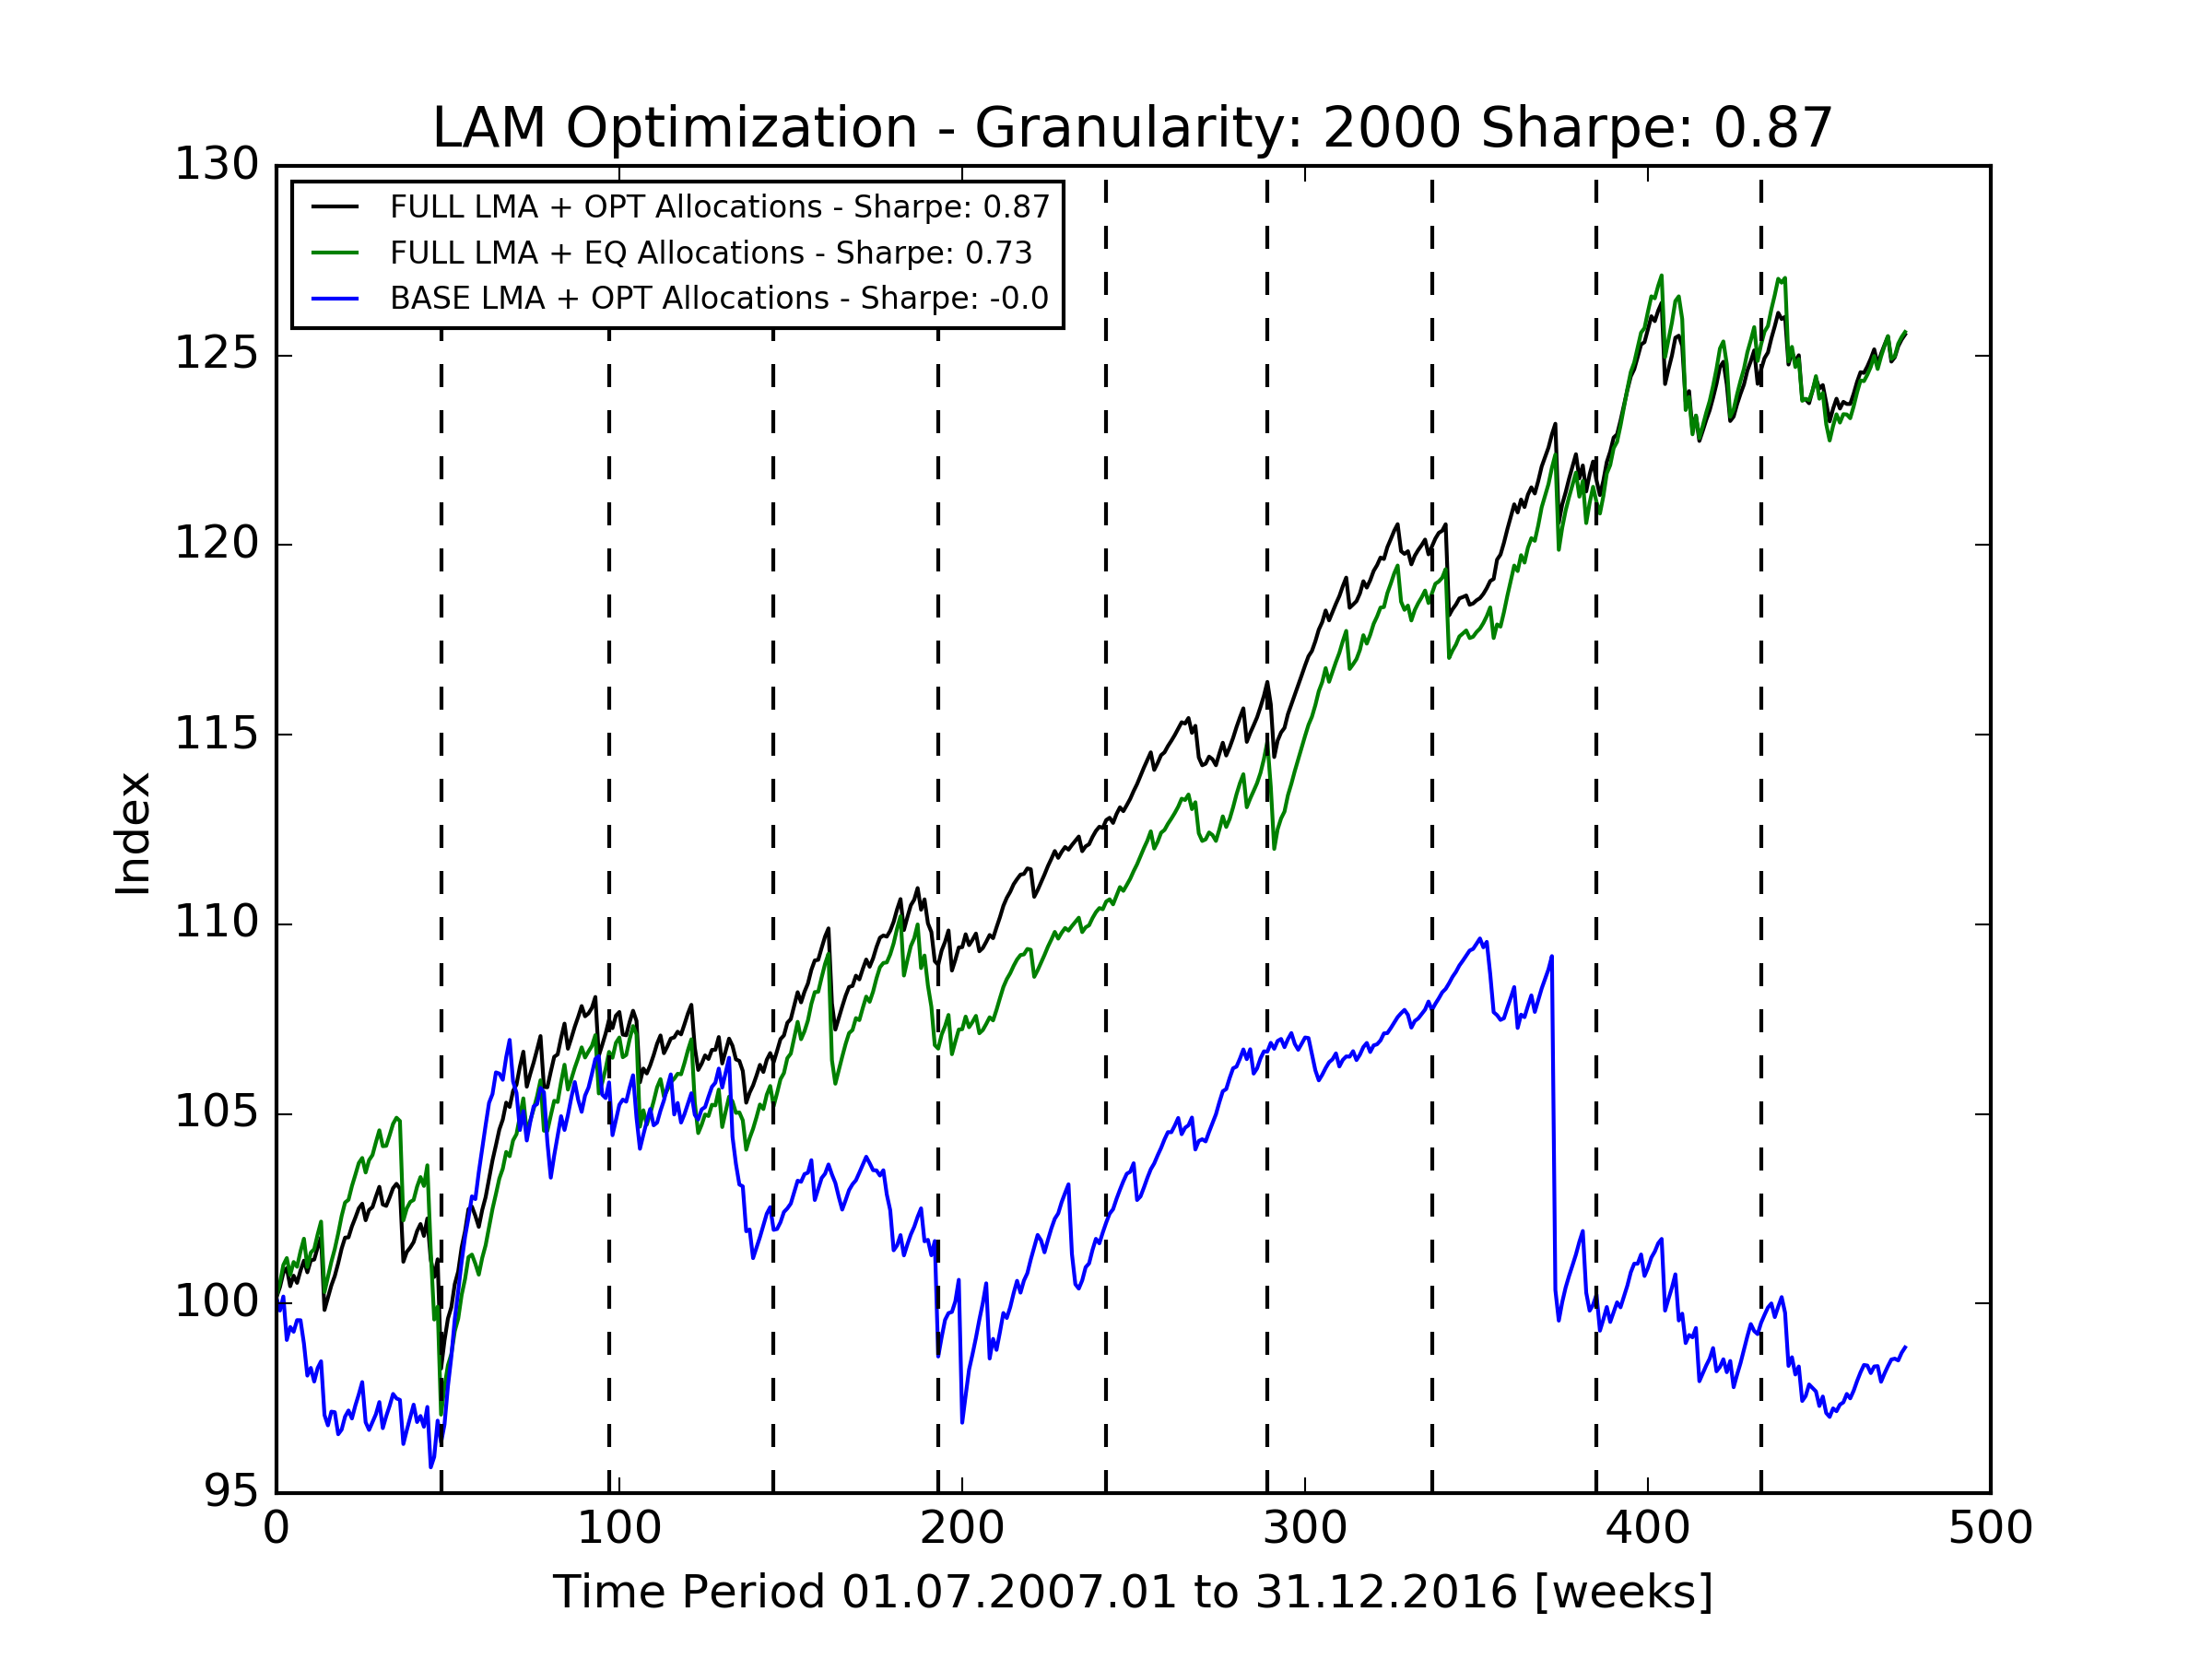 LAM Optimization - Granularity: 2000 Sharpe: 0.87
130
FULL LMA + OPT Allocations - Sharpe: 0.87
FULL LMA + EQ Allocations - Sharpe: 0.73
BASE LMA + OPT Allocations - Sharpe: -0.0
125
120
115
110
105
100
95
Index
0 100 200 300 400 500
Time Period 01.07.2007.01 to 31.12.2016 [weeks]